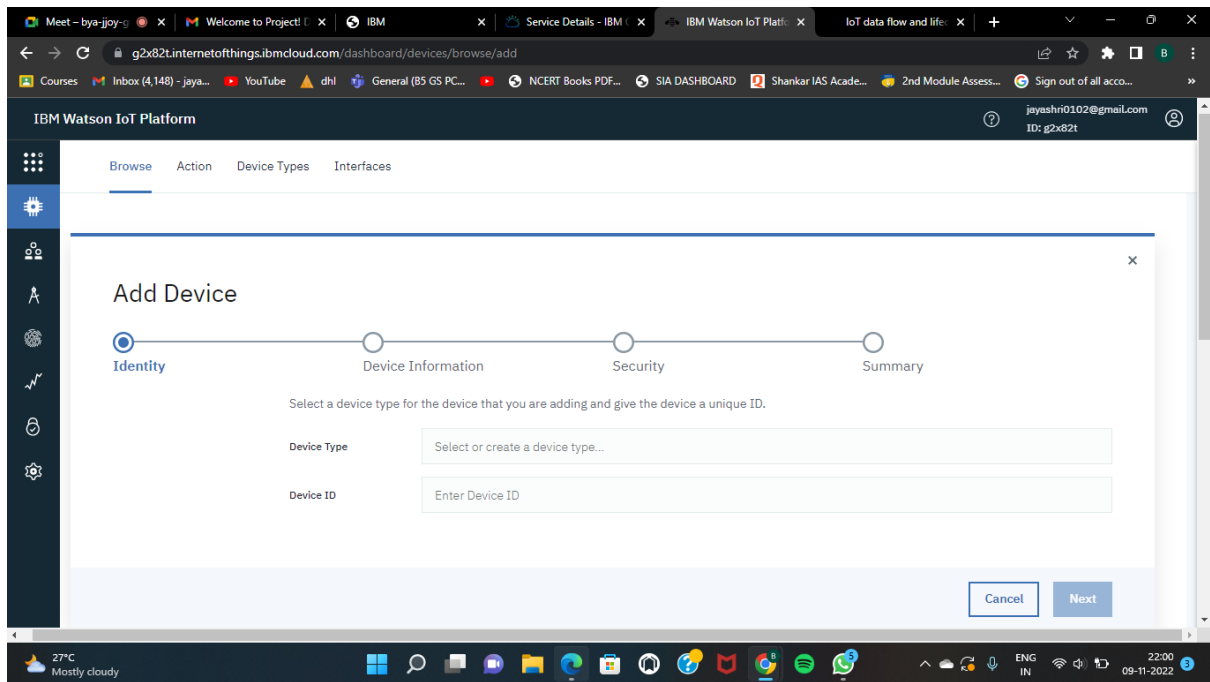 Meet – bya-jjoy-g
Welcome to Project! D
IBM
Service Details - IBM C
IBM Watson IoT Platfo
IoT data flow and lifec
g2x82t.internetofthings.ibmcloud.com/dashboard/devices/browse/add
B
Courses
Inbox (4,148) - jaya...
YouTube
dhl
General (B5 GS PC...
NCERT Books PDF...
SIA DASHBOARD
Shankar IAS Acade...
2nd Module Assess...
Sign out of all acco...
»
IBM Watson IoT Platform
jayashri0102@gmail.com
ID: g2x82t
Browse
Action
Device Types
Interfaces
Add Device
Identity
Device Information
Security
Summary
Select a device type for the device that you are adding and give the device a unique ID.
Device Type
Select or create a device type...
Device ID
Enter Device ID
Cancel
Next
27°C
Mostly cloudy
B
5
ENG
IN
22:00
09-11-2022
3